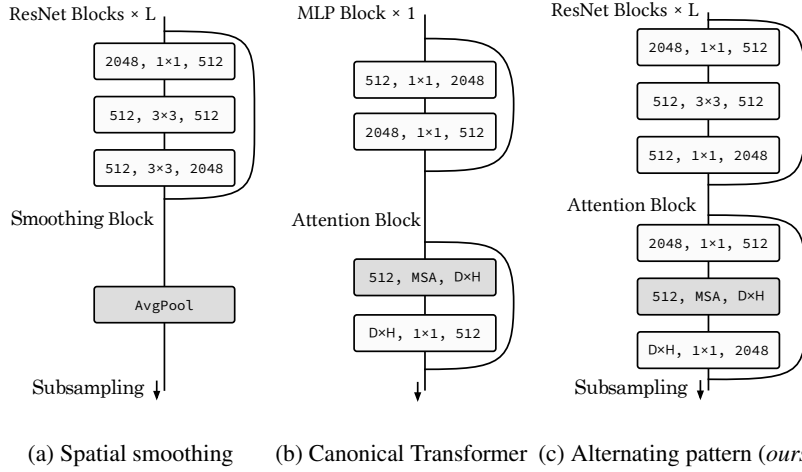 ResNet Blocks × L
2048, 1×1, 512
512, 3×3, 512
512, 3×3, 2048
Smoothing Block
AvgPool
Subsampling
(a) Spatial smoothing
MLP Block × 1
512, 1×1, 2048
2048, 1×1, 512
Attention Block
512, MSA, D×H
D×H, 1×1, 512
(b) Canonical Transformer
ResNet Blocks × L
2048, 1×1, 512
512, 3×3, 512
512, 1×1, 2048
Attention Block
2048, 1×1, 512
512, MSA, D×H
D×H, 1×1, 2048
Subsampling
(c) Alternating pattern (ours